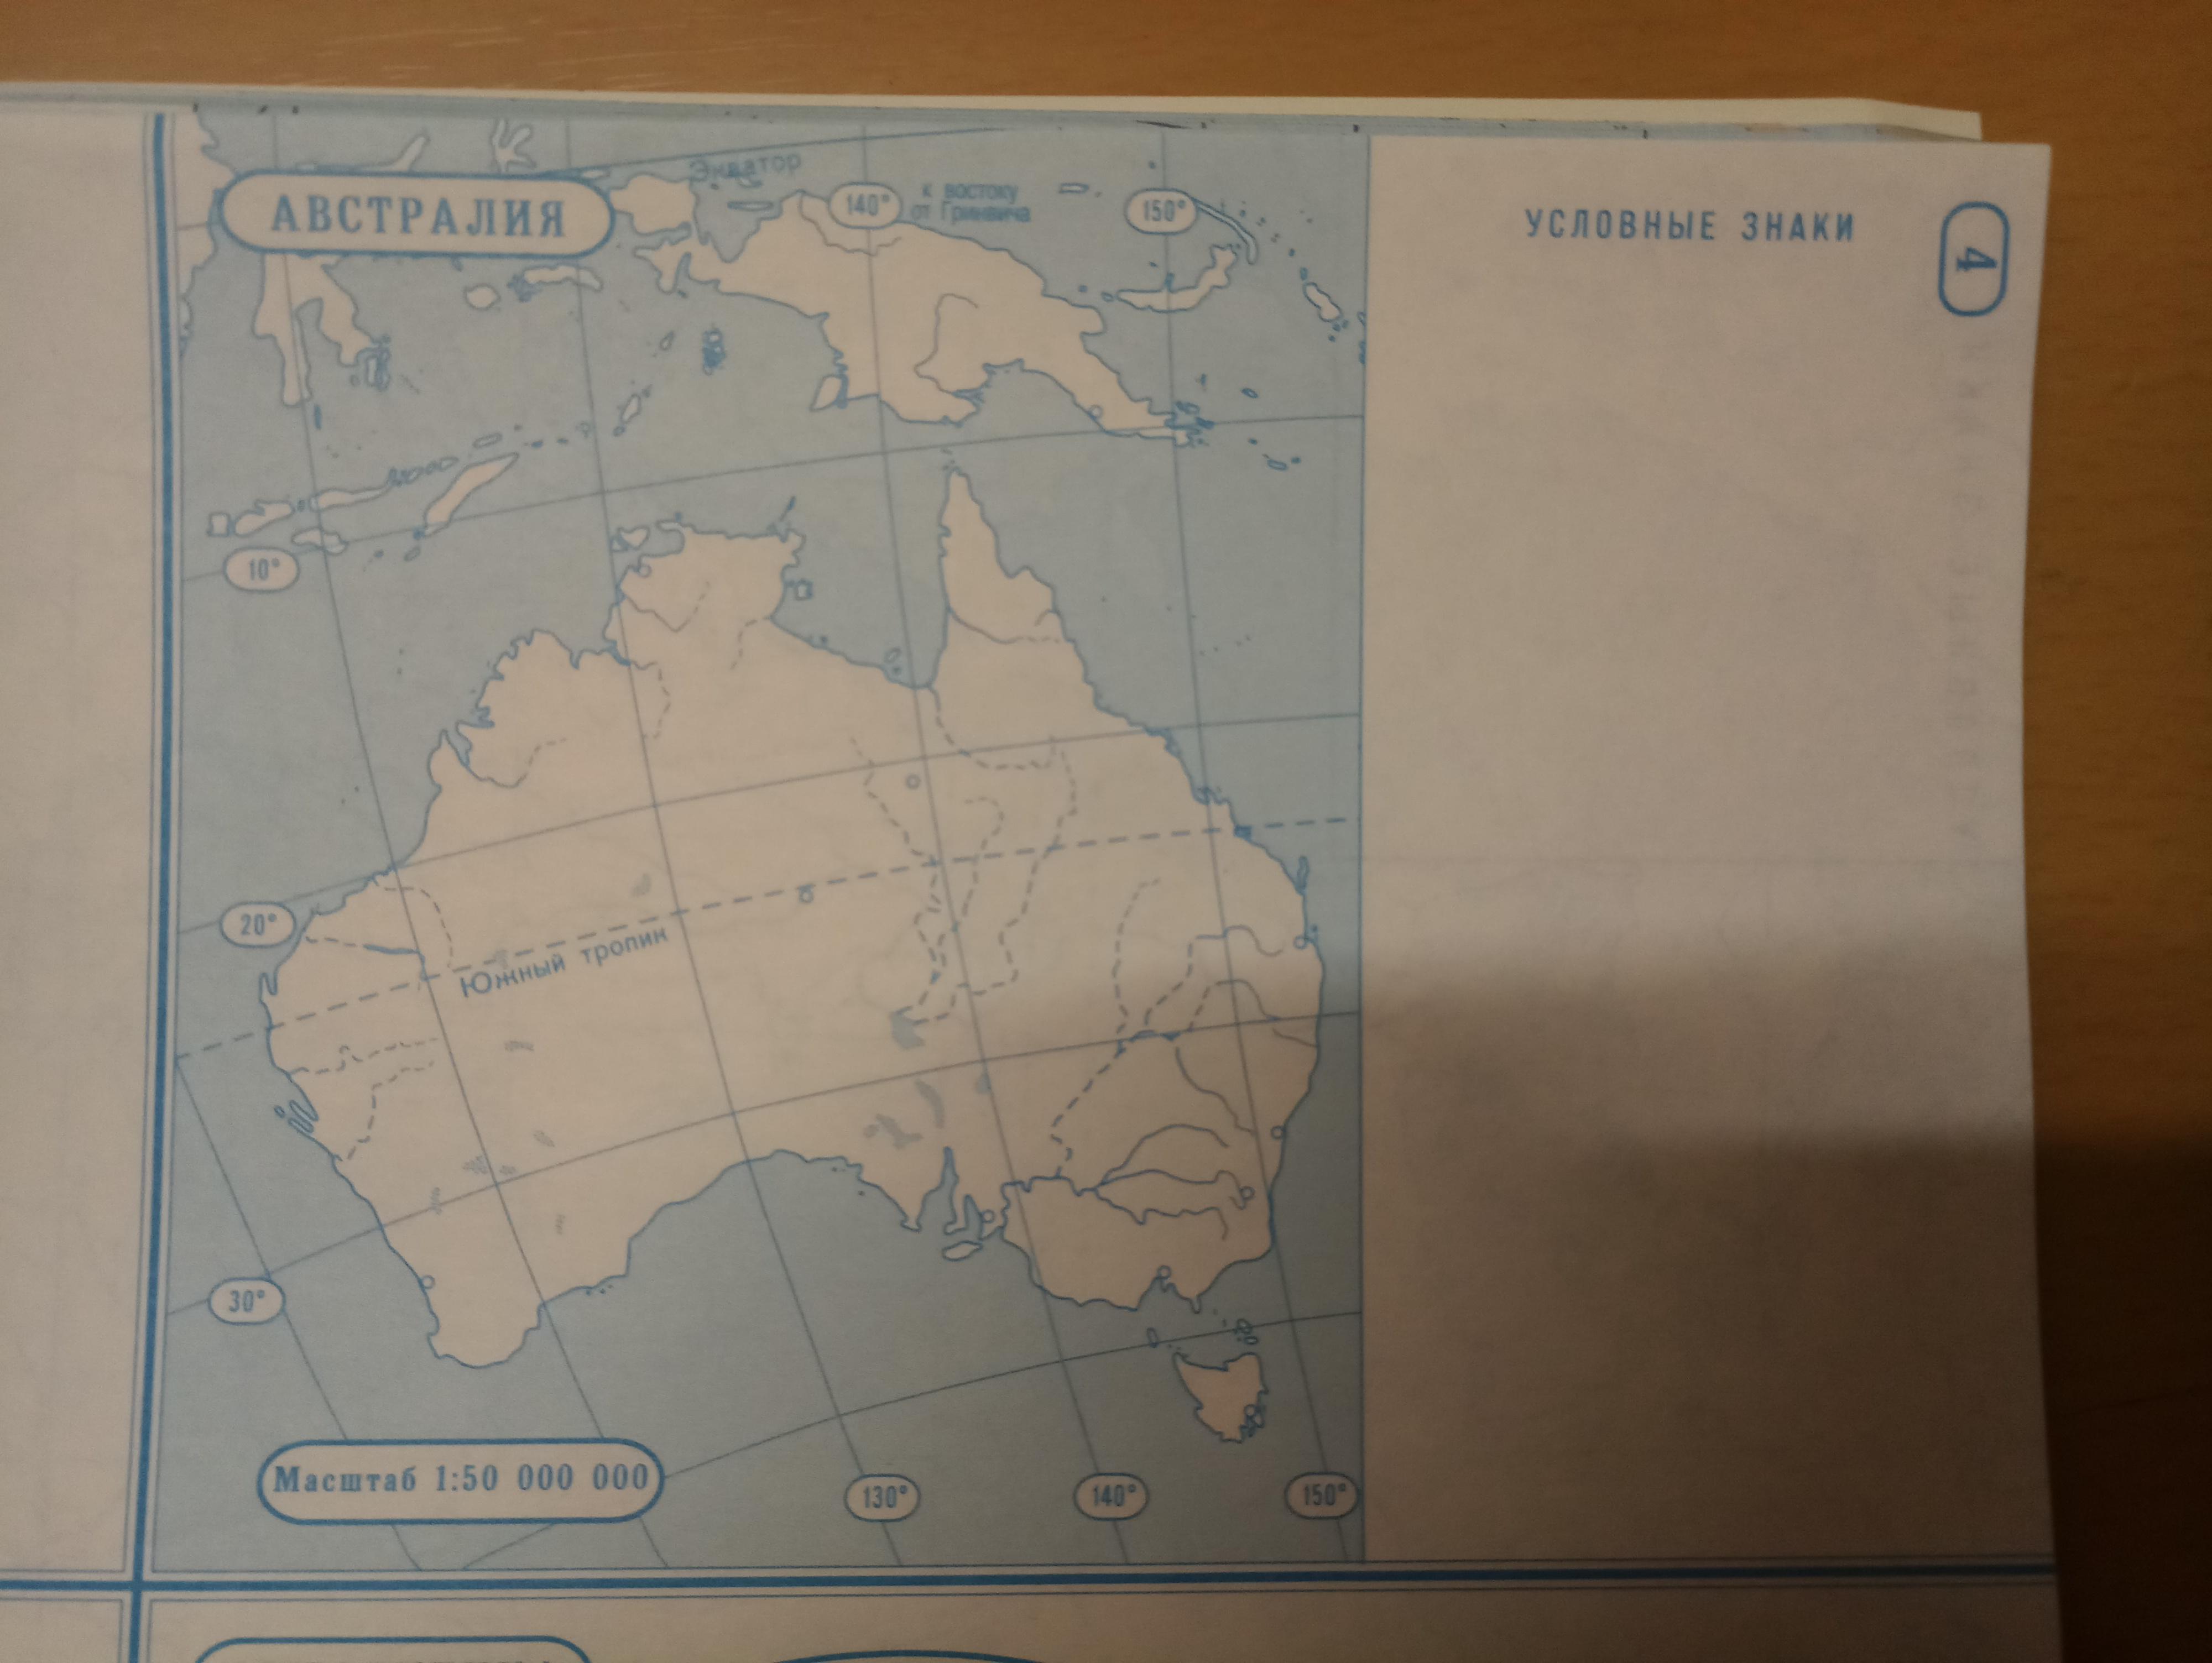 АВСТРАЛИЯ
Экватор
140°
к востоку
от Гринвича
150°
УСЛОВНЫЕ ЗНАКИ
4
10°
20°
Южный тропик
30°
Масштаб 1:50 000 000
130°
140°
150°